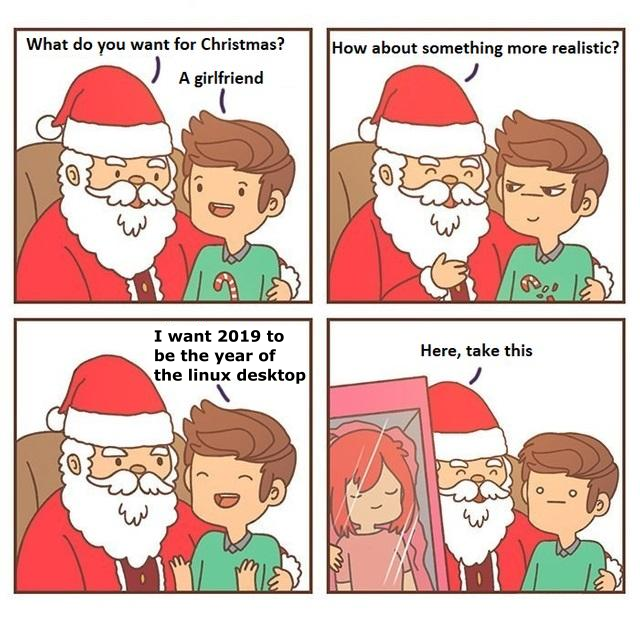 What do you want for Christmas?
A girlfriend
How about something more realistic?
I want 2019 to
be the year of
the linux desktop
Here, take this